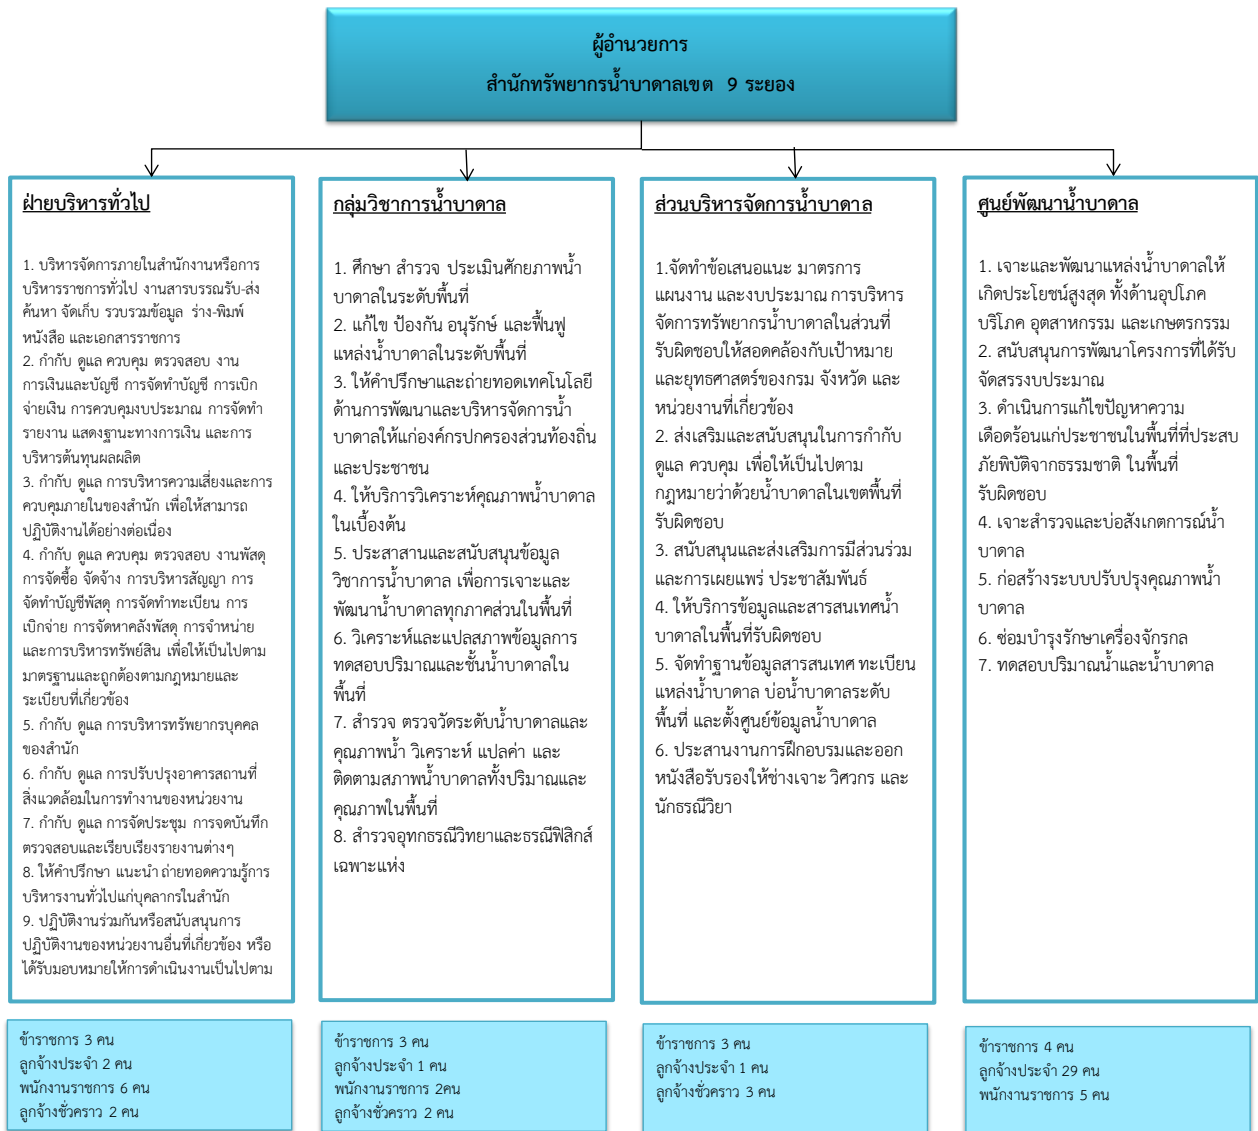 ผู้อำนวยการ
สำนักทรัพยากรน้ำบาดาลเขต 9 ระยอง
ฝ่ายบริหารทั่วไป
1. บริหารจัดการภายในสำนักงานหรือการ
บริหารราชการทั่วไป งานสารบรรณรับ-ส่ง
ค้นหา จัดเก็บ รวบรวมข้อมูล ร่าง-พิมพ์
หนังสือ และเอกสารราชการ
2. กำกับ ดูแล ควบคุม ตรวจสอบ งาน
การเงินและบัญชี การจัดทำบัญชี การเบิก
จ่ายเงิน การควบคุมงบประมาณ การจัดทำ
รายงาน แสดงฐานะทางการเงิน และการ
บริหารต้นทุนผลผลิต
3. กำกับ ดูแล การบริหารความเสี่ยงและการ
ควบคุมภายในของสำนัก เพื่อให้สามารถ
ปฏิบัติงานได้อย่างต่อเนื่อง
4. กำกับ ดูแล ควบคุม ตรวจสอบ งานพัสดุ
การจัดซื้อ จัดจ้าง การบริหารสัญญา การ
จัดทำบัญชีพัสดุ การจัดทำทะเบียน การ
เบิกจ่าย การจัดหาคลังพัสดุ การจำหน่าย
และการบริหารทรัพย์สิน เพื่อให้เป็นไปตาม
มาตรฐานและถูกต้องตามกฎหมายและ
ระเบียบที่เกี่ยวข้อง
5. กำกับ ดูแล การบริหารทรัพยากรบุคคล
ของสำนัก
6. กำกับ ดูแล การปรับปรุงอาคารสถานที่
สิ่งแวดล้อมในการทำงานของหน่วยงาน
7. กำกับ ดูแล การจัดประชุม การจดบันทึก
ตรวจสอบและเรียบเรียงรายงานต่างๆ
8. ให้คำปรึกษา แนะนำ ถ่ายทอดความรู้การ
บริหารงานทั่วไปแก่บุคลากรในสำนัก
9. ปฏิบัติงานร่วมกันหรือสนับสนุนการ
ปฏิบัติงานของหน่วยงานอื่นที่เกี่ยวข้อง หรือ
ได้รับมอบหมายให้การดำเนินงานเป็นไปตาม
กลุ่มวิชาการน้ำบาดาล
1. ศึกษา สำรวจ ประเมินศักยภาพน้ำ
บาดาลในระดับพื้นที่
2. แก้ไข ป้องกัน อนุรักษ์ และฟื้นฟู
แหล่งน้ำบาดาลในระดับพื้นที่
3. ให้คำปรึกษาและถ่ายทอดเทคโนโลยี
ด้านการพัฒนาและบริหารจัดการน้ำ
บาดาลให้แก่องค์กรปกครองส่วนท้องถิ่น
และประชาชน
4. ให้บริการวิเคราะห์คุณภาพน้ำบาดาล
ในเบื้องต้น
5. ประสาสานและสนับสนุนข้อมูล
วิชาการน้ำบาดาล เพื่อการเจาะและ
พัฒนาน้ำบาดาลทุกภาคส่วนในพื้นที่
6. วิเคราะห์และแปลสภาพข้อมูลการ
ทดสอบปริมาณและชั้นน้ำบาดาลใน
พื้นที่
7. สำรวจ ตรวจวัดระดับน้ำบาดาลและ
คุณภาพน้ำ วิเคราะห์ แปลค่า และ
ติดตามสภาพน้ำบาดาลทั้งปริมาณและ
คุณภาพในพื้นที่
8. สำรวจอุทกธรณีวิทยาและธรณีฟิสิกส์
เฉพาะแห่ง
ส่วนบริหารจัดการน้ำบาดาล
1.จัดทำข้อเสนอแนะ มาตรการ
แผนงาน และงบประมาณ การบริหาร
จัดการทรัพยากรน้ำบาดาลในส่วนที่
รับผิดชอบให้สอดคล้องกับเป้าหมาย
และยุทธศาสตร์ของกรม จังหวัด และ
หน่วยงานที่เกี่ยวข้อง
2. ส่งเสริมและสนับสนุนในการกำกับ
ดูแล ควบคุม เพื่อให้เป็นไปตาม
กฎหมายว่าด้วยน้ำบาดาลในเขตพื้นที่
รับผิดชอบ
3. สนับสนุนและส่งเสริมการมีส่วนร่วม
และการเผยแพร่ ประชาสัมพันธ์
4. ให้บริการข้อมูลและสารสนเทศน้ำ
บาดาลในพื้นที่รับผิดชอบ
5. จัดทำฐานข้อมูลสารสนเทศ ทะเบียน
แหล่งน้ำบาดาล บ่อน้ำบาดาลระดับ
พื้นที่ และตั้งศูนย์ข้อมูลน้ำบาดาล
6. ประสานงานการฝึกอบรมและออก
หนังสือรับรองให้ช่างเจาะ วิศวกร และ
นักธรณีวิยา
ศูนย์พัฒนาน้ำบาดาล
1. เจาะและพัฒนาแหล่งน้ำบาดาลให้
เกิดประโยชน์สูงสุด ทั้งด้านอุปโภค
บริโภค อุตสาหกรรม และเกษตรกรรม
2. สนับสนุนการพัฒนาโครงการที่ได้รับ
จัดสรรงบประมาณ
3. ดำเนินการแก้ไขปัญหาความ
เดือดร้อนแก่ประชาชนในพื้นที่ที่ประสบ
ภัยพิบัติจากธรรมชาติ ในพื้นที่
รับผิดชอบ
4. เจาะสำรวจและบ่อสังเกตการณ์น้ำ
บาดาล
5. ก่อสร้างระบบปรับปรุงคุณภาพน้ำ
บาดาล
6. ซ่อมบำรุงรักษาเครื่องจักรกล
7. ทดสอบปริมาณน้ำและน้ำบาดาล
ข้าราชการ 3 คน
ลูกจ้างประจำ 2 คน
พนักงานราชการ 6 คน
ลูกจ้างชั่วคราว 2 คน
ข้าราชการ 3 คน
ลูกจ้างประจำ 1 คน
พนักงานราชการ 2คน
ลูกจ้างชั่วคราว 2 คน
ข้าราชการ 3 คน
ลูกจ้างประจำ 1 คน
ลูกจ้างชั่วคราว 3 คน
ข้าราชการ 4 คน
ลูกจ้างประจำ 29 คน
พนักงานราชการ 5 คน